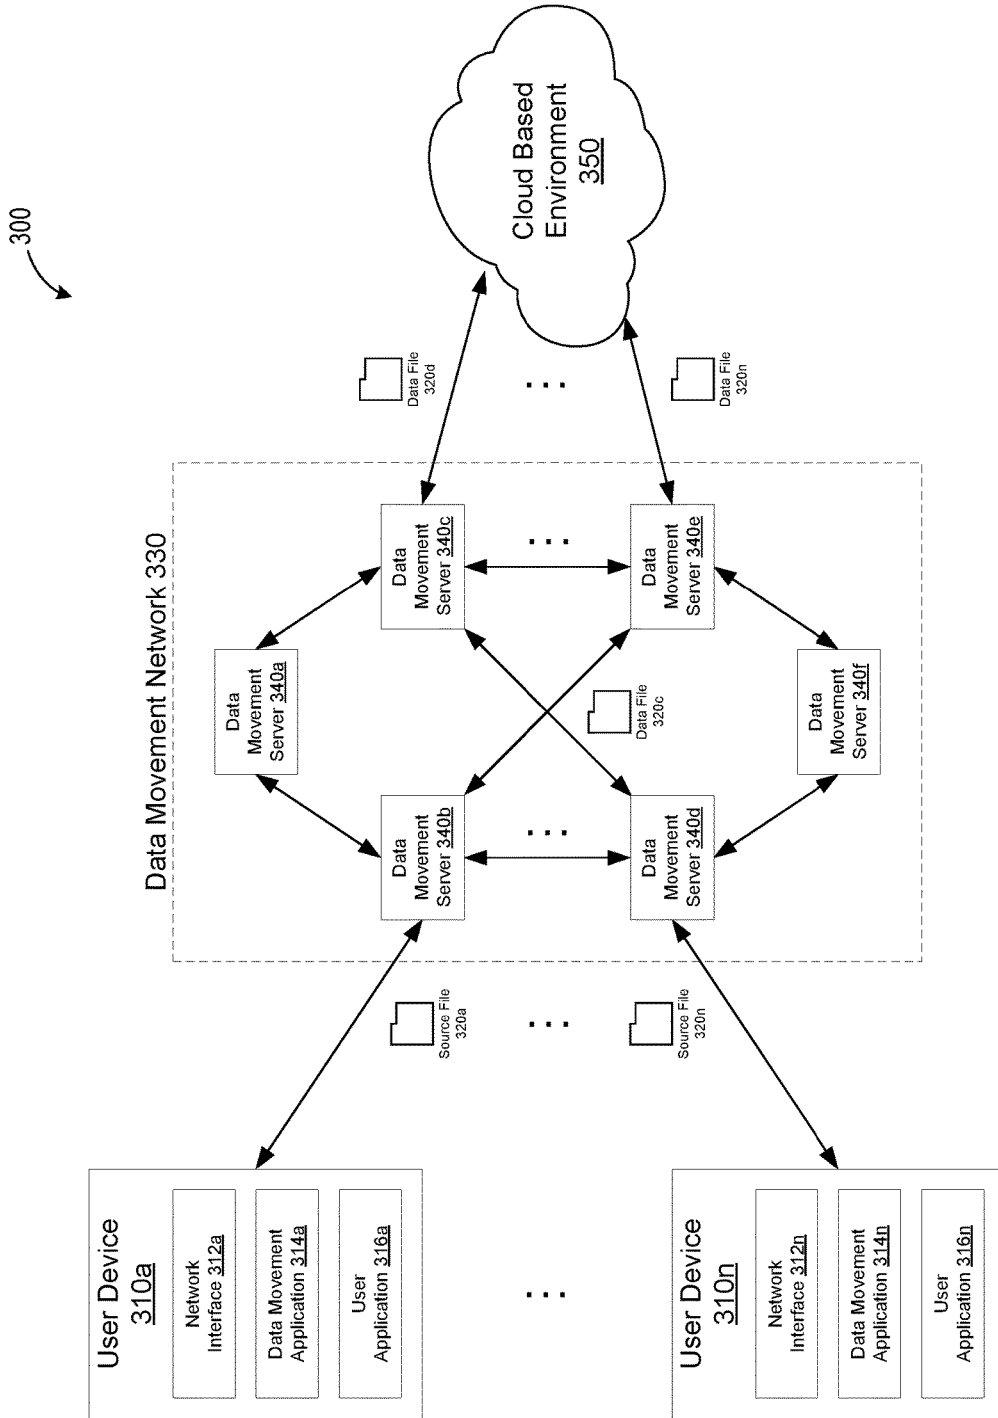 300
User Device
310a
Network
Interface 312a
Data Movement
Application 314a
User
Application 316a
. . .
User Device
310n
Network
Interface 312n
Data Movement
Application 314n
User
Application 316n
Source File
320a
. . .
Source File
320n
Data Movement Network 330
Data
Movement
Server 340a
Data
Movement
Server 340b
Data
Movement
Server 340c
. . .
. . .
Data File
320c
Data
Movement
Server 340d
Data
Movement
Server 340e
Data
Movement
Server 340f
Data File
320d
. . .
Data File
320n
Cloud Based
Environment
350